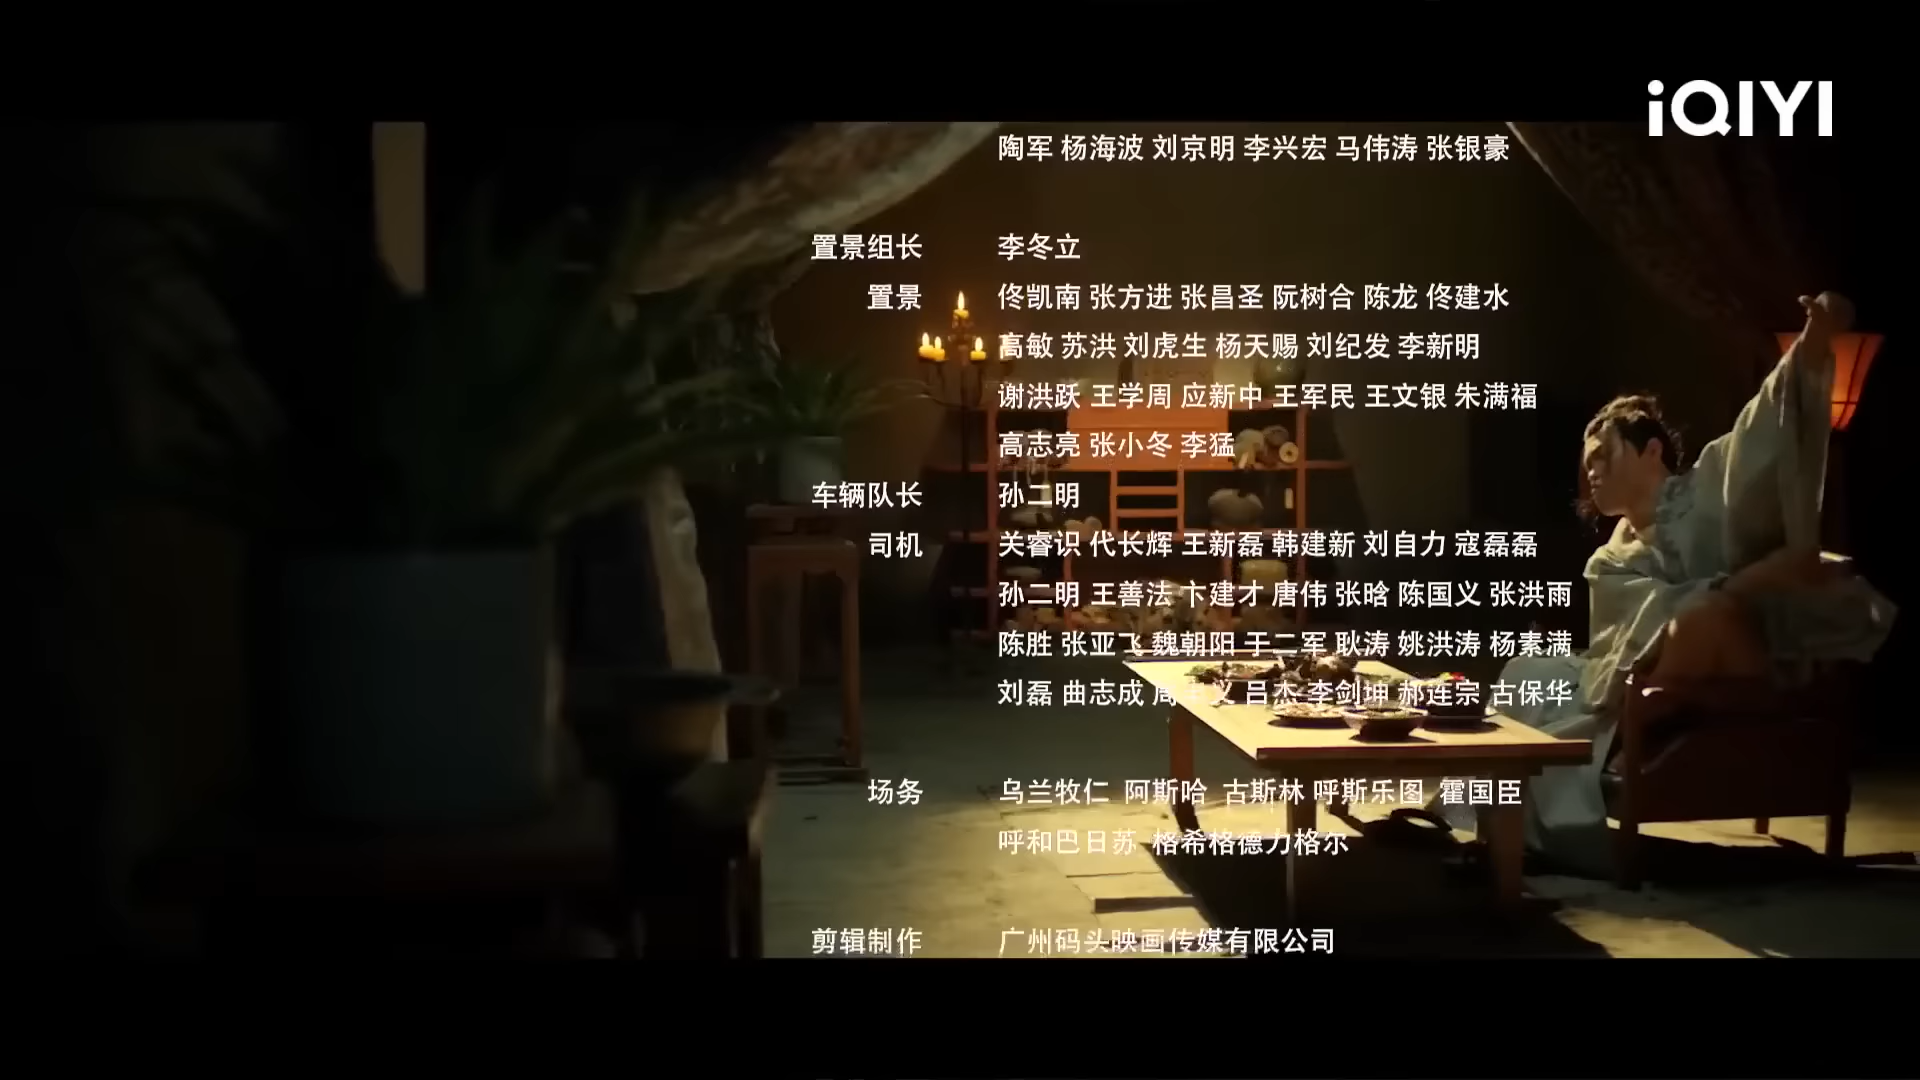 iQIYI
陶军 杨海波 刘京明 李兴宏 马伟涛 张银豪
置景组长 李冬立
置景 佟凯南 张方进 张昌圣 阮树合 陈龙 佟建水
高敏 苏洪 刘虎生 杨天赐 刘纪发 李新明
谢洪跃 王学周 应新中 王军民 王文银 朱满福
高志亮 张小冬 李猛
车辆队长 孙二明
司机 关睿识 代长辉 王新磊 韩建新 刘自力 寇磊磊
孙二明 王善法 卞建才 唐伟 张晗 陈国义 张洪雨
陈胜 张亚飞 魏朝阳 于二军 耿涛 姚洪涛 杨素满
刘磊 曲志成 吕杰 李剑坤 郝连宗 古保华
场务 乌兰牧仁 阿斯哈 古斯林 呼斯乐图 霍国臣
呼和巴日苏 格希格德力格尔
剪辑制作 广州码头映画传媒有限公司